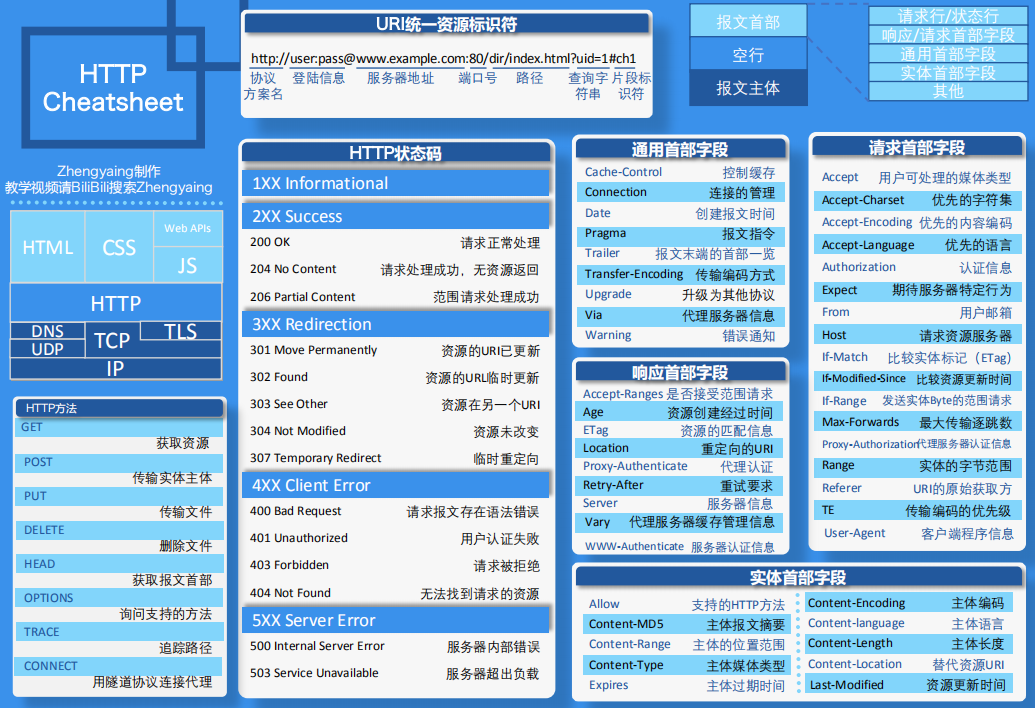 HTTP
Cheatsheet
Zhengyaing制作
教学视频请BiliBili搜索Zhengyaing
HTML
CSS
Web APIs
JS
HTTP
DNS
UDP
TCP
TLS
IP
HTTP方法
GET
获取资源
POST
传输实体主体
PUT
传输文件
DELETE
删除文件
HEAD
获取报文首部
OPTIONS
询问支持的方法
TRACE
追踪路径
CONNECT
用隧道协议连接代理
URI统一资源标识符
http://user:pass@www.example.com:80/dir/index.html?uid=1#ch1
协议 登陆信息 服务器地址 端口号 路径 查询字 片段标
方案名 符串 识符
报文首部
空行
报文主体
请求行/状态行
响应/请求首部字段
通用首部字段
实体首部字段
其他
HTTP状态码
1XX Informational
2XX Success
200 OK 请求正常处理
204 No Content 请求处理成功，无资源返回
206 Partial Content 范围请求处理成功
3XX Redirection
301 Move Permanently 资源的URI已更新
302 Found 资源的URL临时更新
303 See Other 资源在另一个URI
304 Not Modified 资源未改变
307 Temporary Redirect 临时重定向
4XX Client Error
400 Bad Request 请求报文存在语法错误
401 Unauthorized 用户认证失败
403 Forbidden 请求被拒绝
404 Not Found 无法找到请求的资源
5XX Server Error
500 Internal Server Error 服务器内部错误
503 Service Unavailable 服务器超出负载
通用首部字段
Cache-Control 控制缓存
Connection 连接的管理
Date 创建报文时间
Pragma 报文指令
Trailer 报文末端的首部一览
Transfer-Encoding 传输编码方式
Upgrade 升级为其他协议
Via 代理服务器信息
Warning 错误通知
响应首部字段
Accept-Ranges 是否接受范围请求
Age 资源创建经过时间
ETag 资源的匹配信息
Location 重定向的URI
Proxy-Authenticate 代理认证
Retry-After 重试要求
Server 服务器信息
Vary 代理服务器缓存管理信息
WWW-Authenticate 服务器认证信息
请求首部字段
Accept 用户可处理的媒体类型
Accept-Charset 优先的字符集
Accept-Encoding 优先的内容编码
Accept-Language 优先的语言
Authorization 认证信息
Expect 期待服务器特定行为
From 用户邮箱
Host 请求资源服务器
If-Match 比较实体标记（ETag）
If-Modified-Since 比较资源更新时间
If-Range 发送实体Byte的范围请求
Max-Forwards 最大传输逐跳数
Proxy-Authorization代理服务器认证信息
Range 实体的字节范围
Referer URI的原始获取方
TE 传输编码的优先级
User-Agent 客户端程序信息
实体首部字段
Allow 支持的HTTP方法
Content-MD5 主体报文摘要
Content-Range 主体的位置范围
Content-Type 主体媒体类型
Expires 主体过期时间
Content-Encoding 主体编码
Content-language 主体语言
Content-Length 主体长度
Content-Location 替代资源URI
Last-Modified 资源更新时间